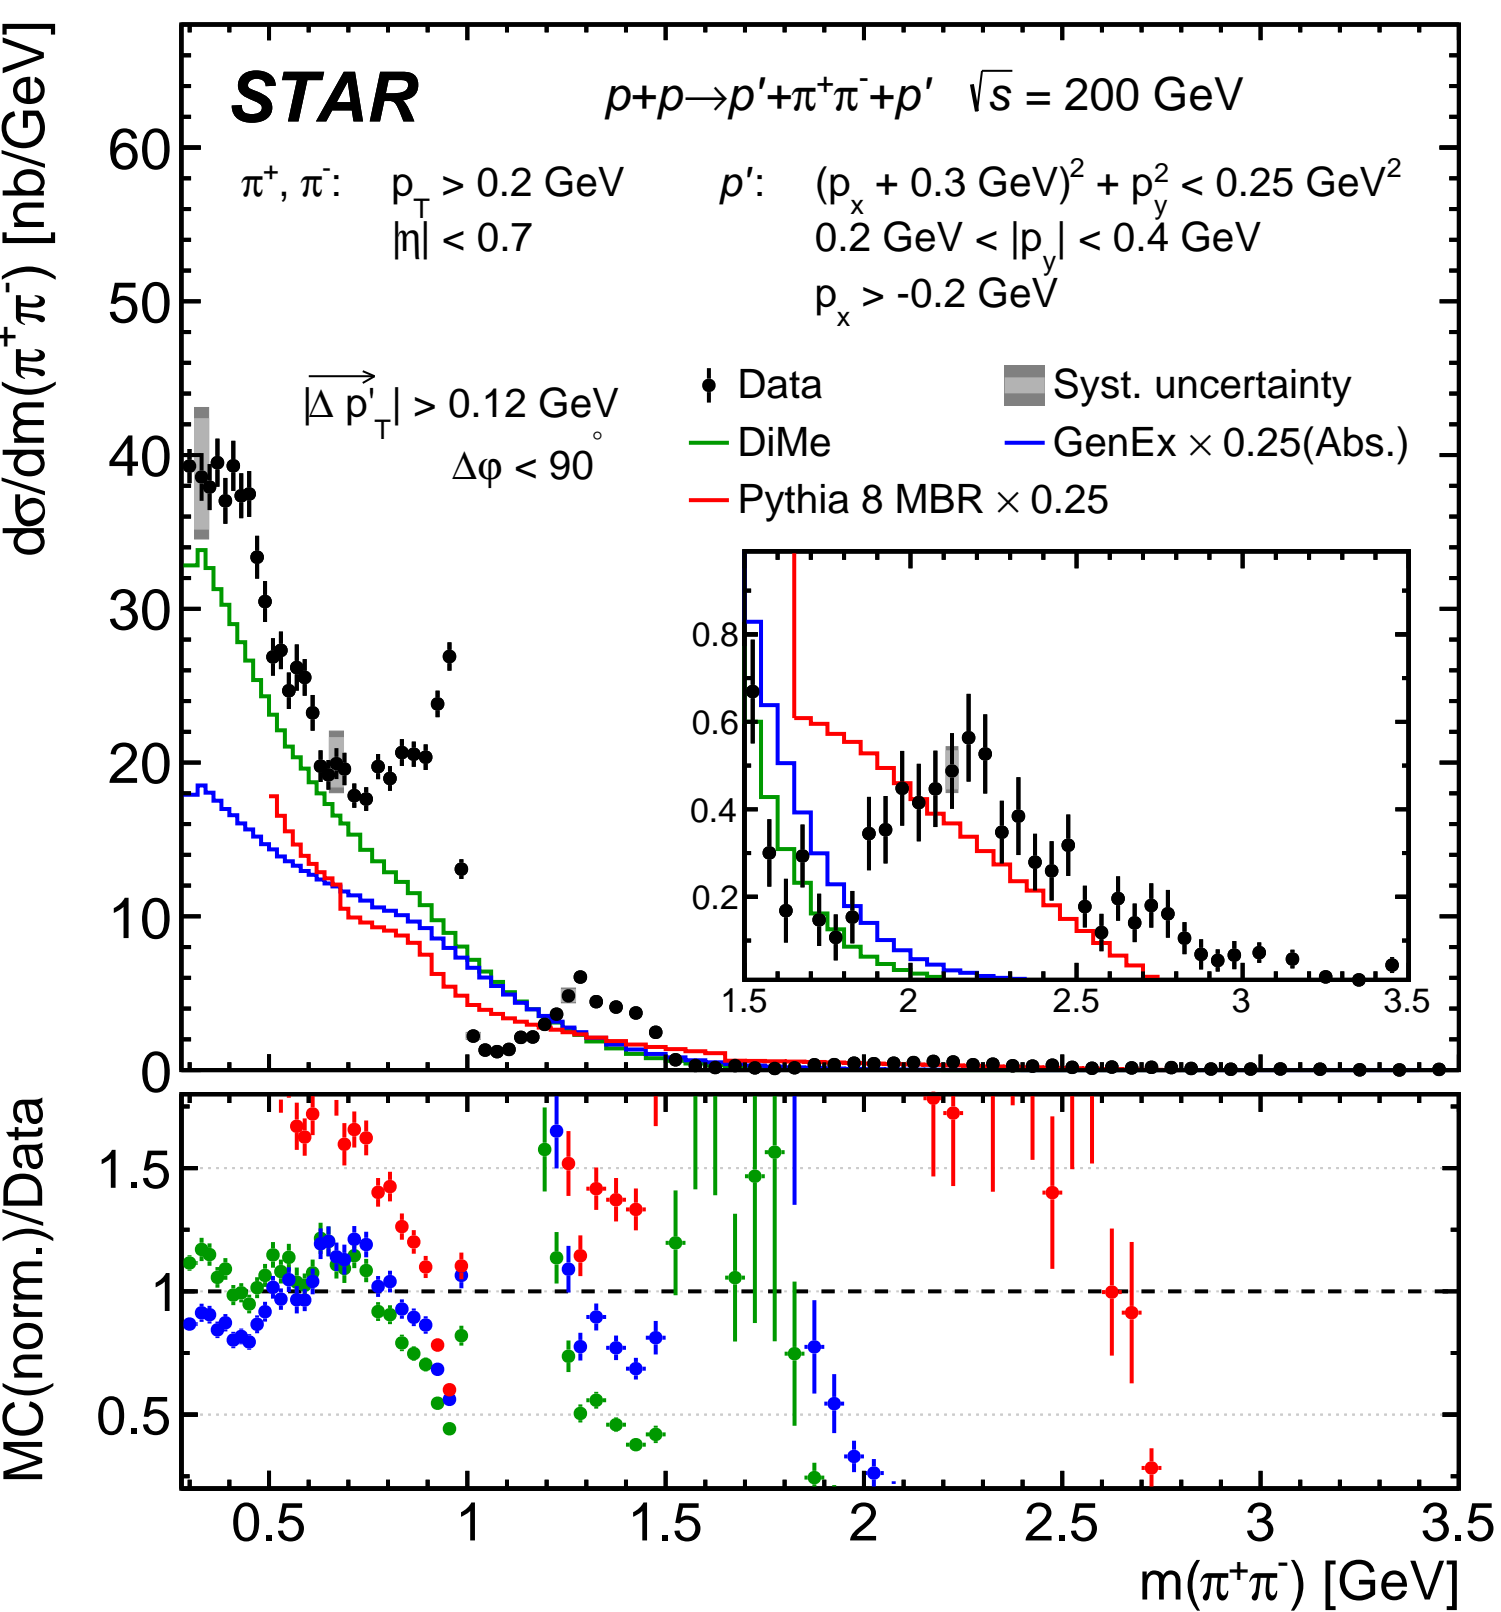 STAR
p+p→p′+π⁺π⁻+p′ √s = 200 GeV
π⁺, π⁻: p_T > 0.2 GeV
|η| < 0.7
p′: (p_x + 0.3 GeV)² + p_y² < 0.25 GeV²
0.2 GeV < |p_y| < 0.4 GeV
p_x > -0.2 GeV
|Δ p'_T| > 0.12 GeV
Δφ < 90°
Data
Syst. uncertainty
DiMe
GenEx × 0.25(Abs.)
Pythia 8 MBR × 0.25
dσ/dm(π⁺π⁻) [nb/GeV]
60
50
40
30
20
10
0
0.8
0.6
0.4
0.2
1.5 2 2.5 3 3.5
MC(norm.)/Data
1.5
1
0.5
0.5 1 1.5 2 2.5 3 3.5
m(π⁺π⁻) [GeV]